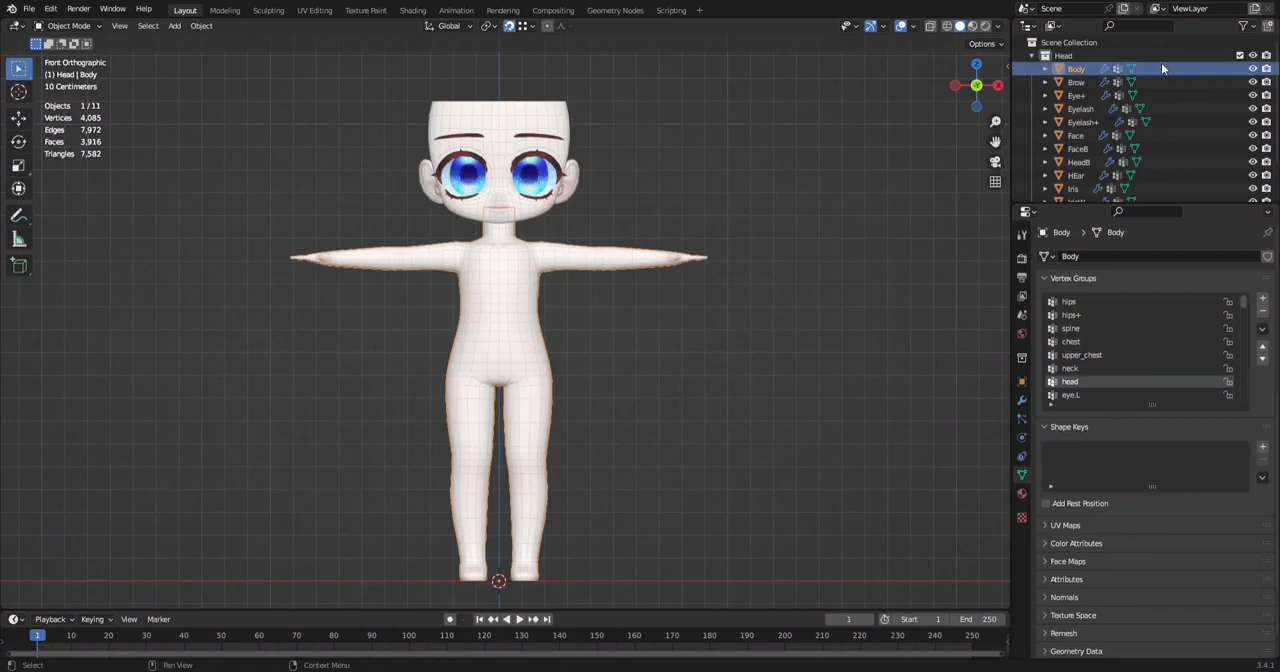 File Edit Render Window Help Layout Modeling Sculpting UV Editing Texture Paint Shading Animation Rendering Compositing Geometry Nodes Scripting + Scene ViewLayer
Object Mode View Select Add Object Global
Options
Front Orthographic
(1) Head | Body
10 Centimeters
Objects 1/11
Vertices 4,085
Edges 7,972
Faces 3,916
Triangles 7,582
Z
Y
X
Scene Collection
Head
Body
Brow
Eye+
Eyelash
Eyelash+
Face
FaceB
HeadB
HEar
Iris
Body > Body
Body
Vertex Groups
hips
hips+
spine
chest
upper_chest
neck
head
eye.L
Shape Keys
Add Rest Position
UV Maps
Color Attributes
Face Maps
Attributes
Normals
Texture Space
Remesh
Geometry Data
Playback Keying View Marker 1 Start 1 End 250
1 10 20 30 40 50 60 70 80 90 100 110 120 130 140 150 160 170 180 190 200 210 220 230 240 250
Select Pan View Context Menu 3.4.1